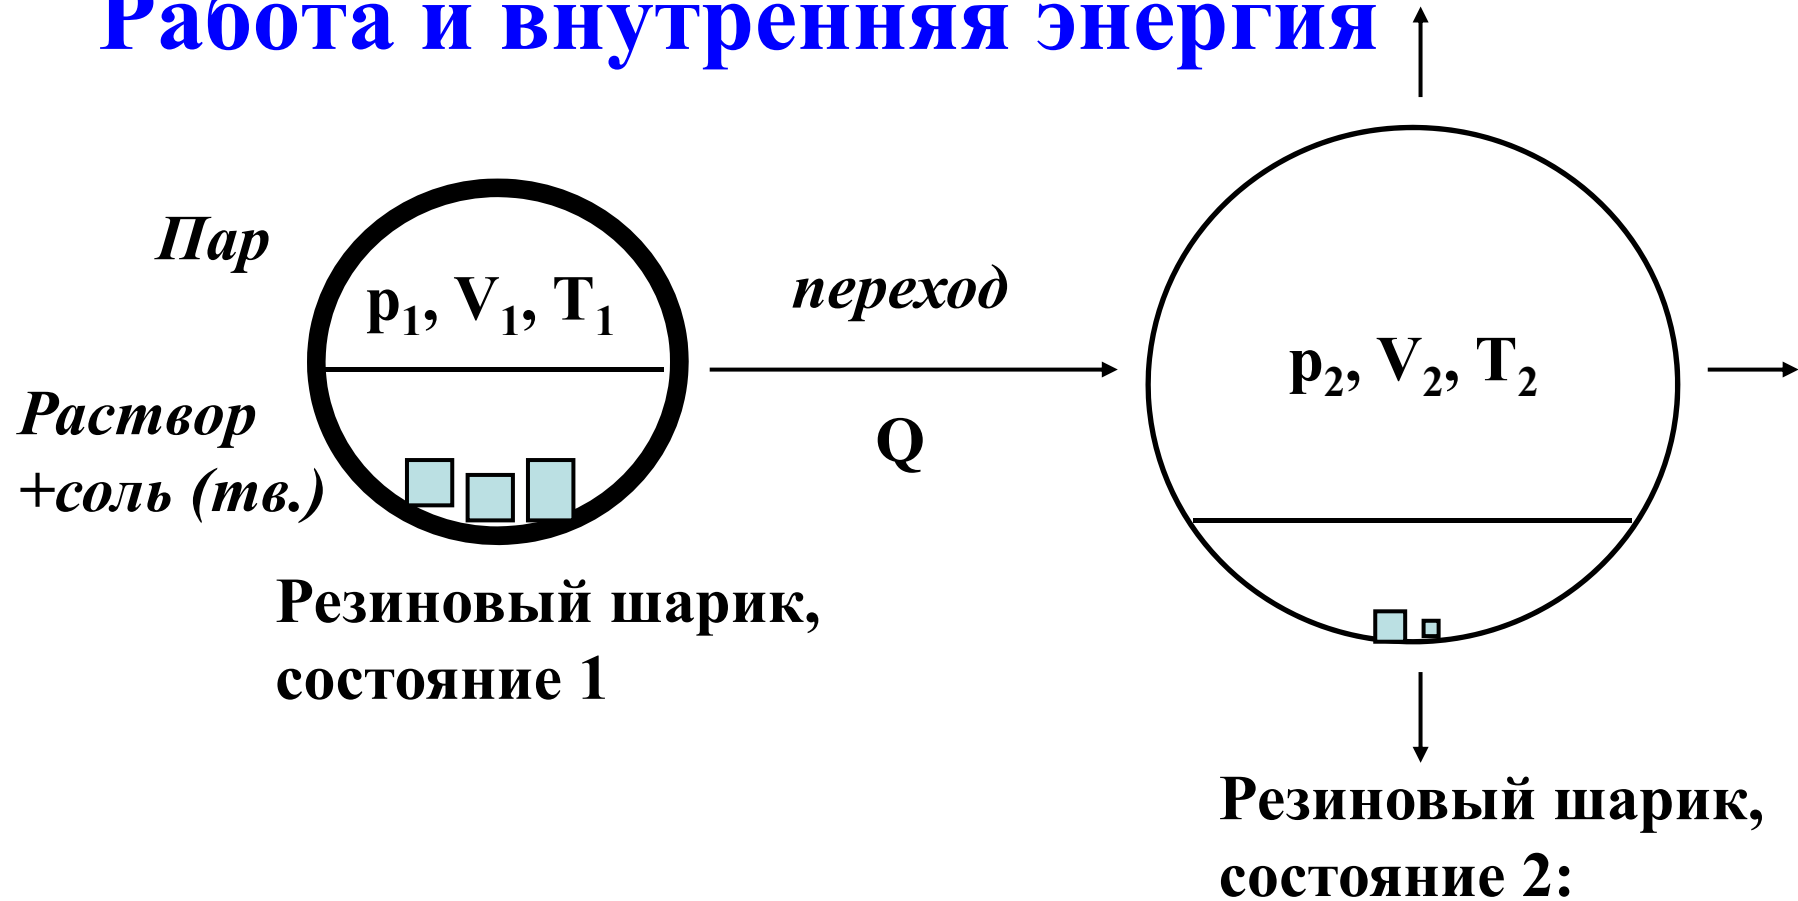 Работа и внутренняя энергия
Пар
p₁, V₁, T₁
переход
p₂, V₂, T₂
Раствор
+соль (тв.)
Q
Резиновый шарик,
состояние 1
Резиновый шарик,
состояние 2: